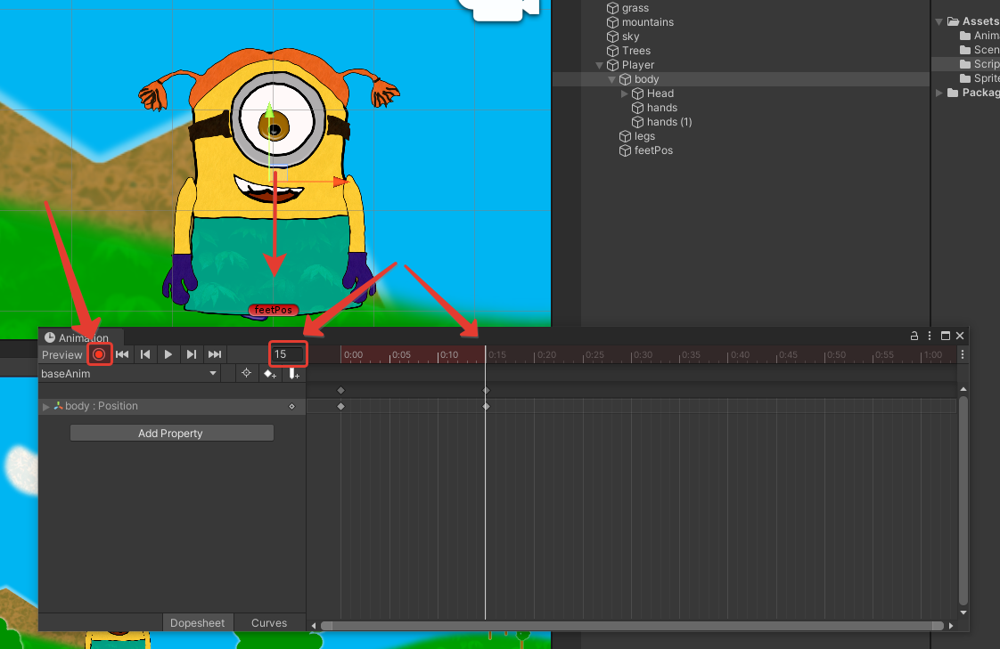 grass
mountains
sky
Trees
Player
body
Head
hands
hands (1)
legs
feetPos
Assets
Anim
Scen
Scrip
Sprite
Packag
feetPos
Animation
Preview
15
0:00 0:05 0:10 0:15 0:20 0:25 0:30 0:35 0:40 0:45 0:50 0:55 1:00
baseAnim
body : Position
Add Property
Dopesheet Curves